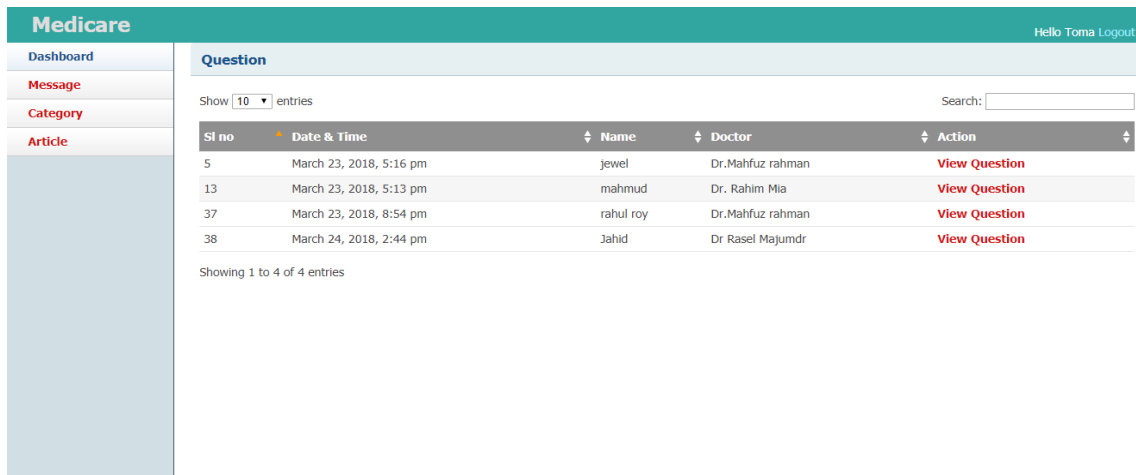 Medicare
Hello Toma Logout
Dashboard
Message
Category
Article
Question
Show 10 entries
Search:
Sl no Date & Time Name Doctor Action
5 March 23, 2018, 5:16 pm jewel Dr.Mahfuz rahman View Question
13 March 23, 2018, 5:13 pm mahmud Dr. Rahim Mia View Question
37 March 23, 2018, 8:54 pm rahul roy Dr.Mahfuz rahman View Question
38 March 24, 2018, 2:44 pm Jahid Dr Rasel Majumdr View Question
Showing 1 to 4 of 4 entries